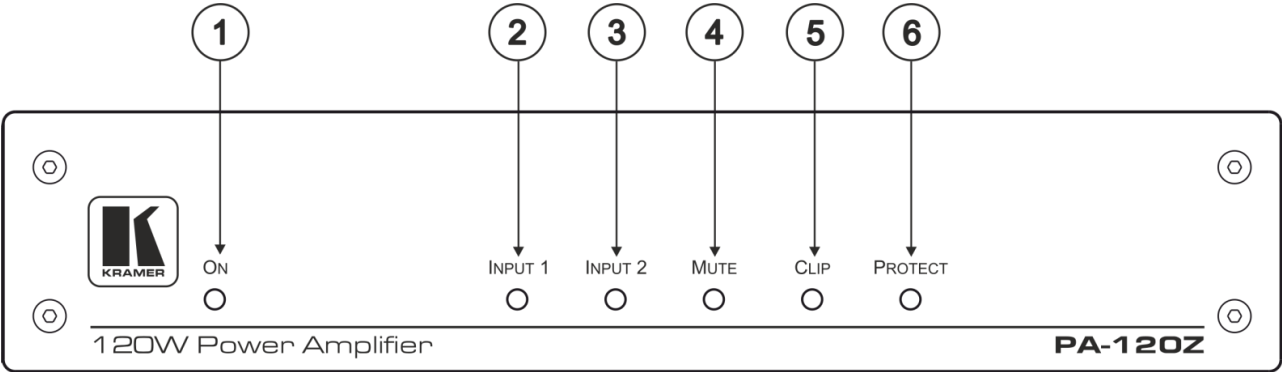 1 2 3 4 5 6
KRAMER
ON INPUT 1 INPUT 2 MUTE CLIP PROTECT
120W Power Amplifier PA-120Z